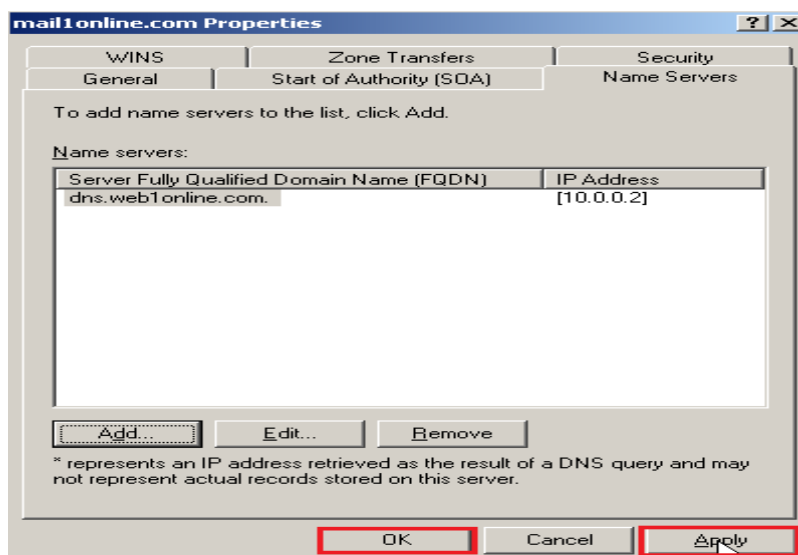 mail1online.com Properties
WINS Zone Transfers Security
General Start of Authority (SOA) Name Servers
To add name servers to the list, click Add.
Name servers:
Server Fully Qualified Domain Name (FQDN) IP Address
dns.web1online.com. [10.0.0.2]
Add... Edit... Remove
* represents an IP address retrieved as the result of a DNS query and may
not represent actual records stored on this server.
OK Cancel Apply